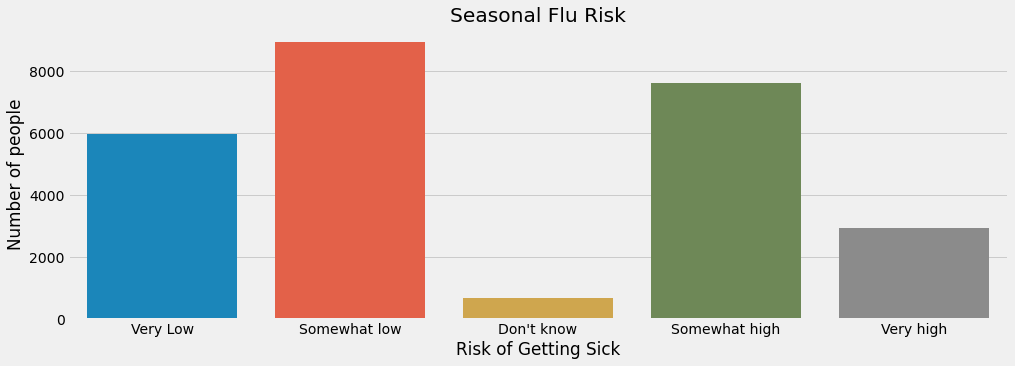 Seasonal Flu Risk
Number of people
8000
6000
4000
2000
0
Very Low
Somewhat low
Don't know
Somewhat high
Very high
Risk of Getting Sick